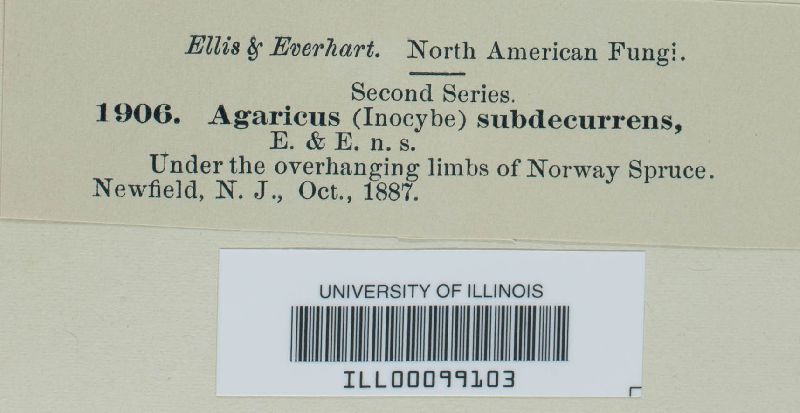 Ellis & Everhart. North American Fungi.
Second Series.
1906. Agaricus (Inocybe) subdecurrens,
E. & E. n. s.
Under the overhanging limbs of Norway Spruce.
Newfield, N. J., Oct., 1887.
UNIVERSITY OF ILLINOIS
ILL00099103